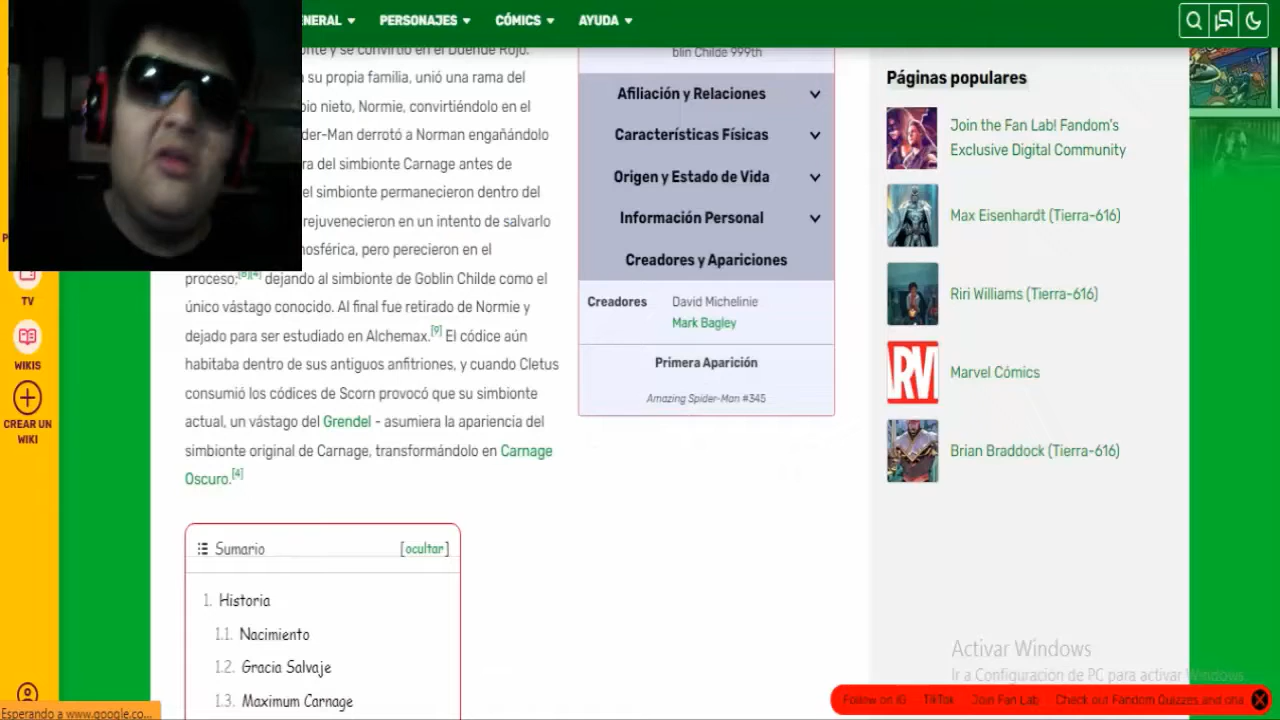 PERSONAJES
CÓMICS
AYUDA
onte y se convirtió en el Duende Rojo.
su propia familia, unió una rama del
nieto, Normie, convirtiéndolo en el
der-Man derrotó a Norman engañándolo
del simbionte Carnage antes de
el simbionte permanecieron dentro del
rejuvenecieron en un intento de salvarlo
pero perecieron en el
proceso;[8][4] dejando al simbionte de Goblin Childe como el
único vástago conocido. Al final fue retirado de Normie y
dejado para ser estudiado en Alchemax.[9] El códice aún
habitaba dentro de sus antiguos anfitriones, y cuando Cletus
consumió los códices de Scorn provocó que su simbionte
actual, un vástago del Grendel - asumiera la apariencia del
simbionte original de Carnage, transformándolo en Carnage
Oscuro.[4]
Sumario [ocultar]
1. Historia
1.1. Nacimiento
1.2. Gracia Salvaje
1.3. Maximum Carnage
blin Childe 999th
Afiliación y Relaciones
Características Físicas
Origen y Estado de Vida
Información Personal
Creadores y Apariciones
Creadores David Michelinie
Mark Bagley
Primera Aparición
Amazing Spider-Man #345
Páginas populares
Join the Fan Lab! Fandom's
Exclusive Digital Community
Max Eisenhardt (Tierra-616)
Riri Williams (Tierra-616)
Marvel Cómics
Brian Braddock (Tierra-616)
TV
WIKIS
CREAR UN
WIKI
Esperando a www.google.co...
Activar Windows
Ir a Configuración de PC para activar Windows.
Follow on IG TikTok Join Fan Lab Check out Fandom Quizzes and cha